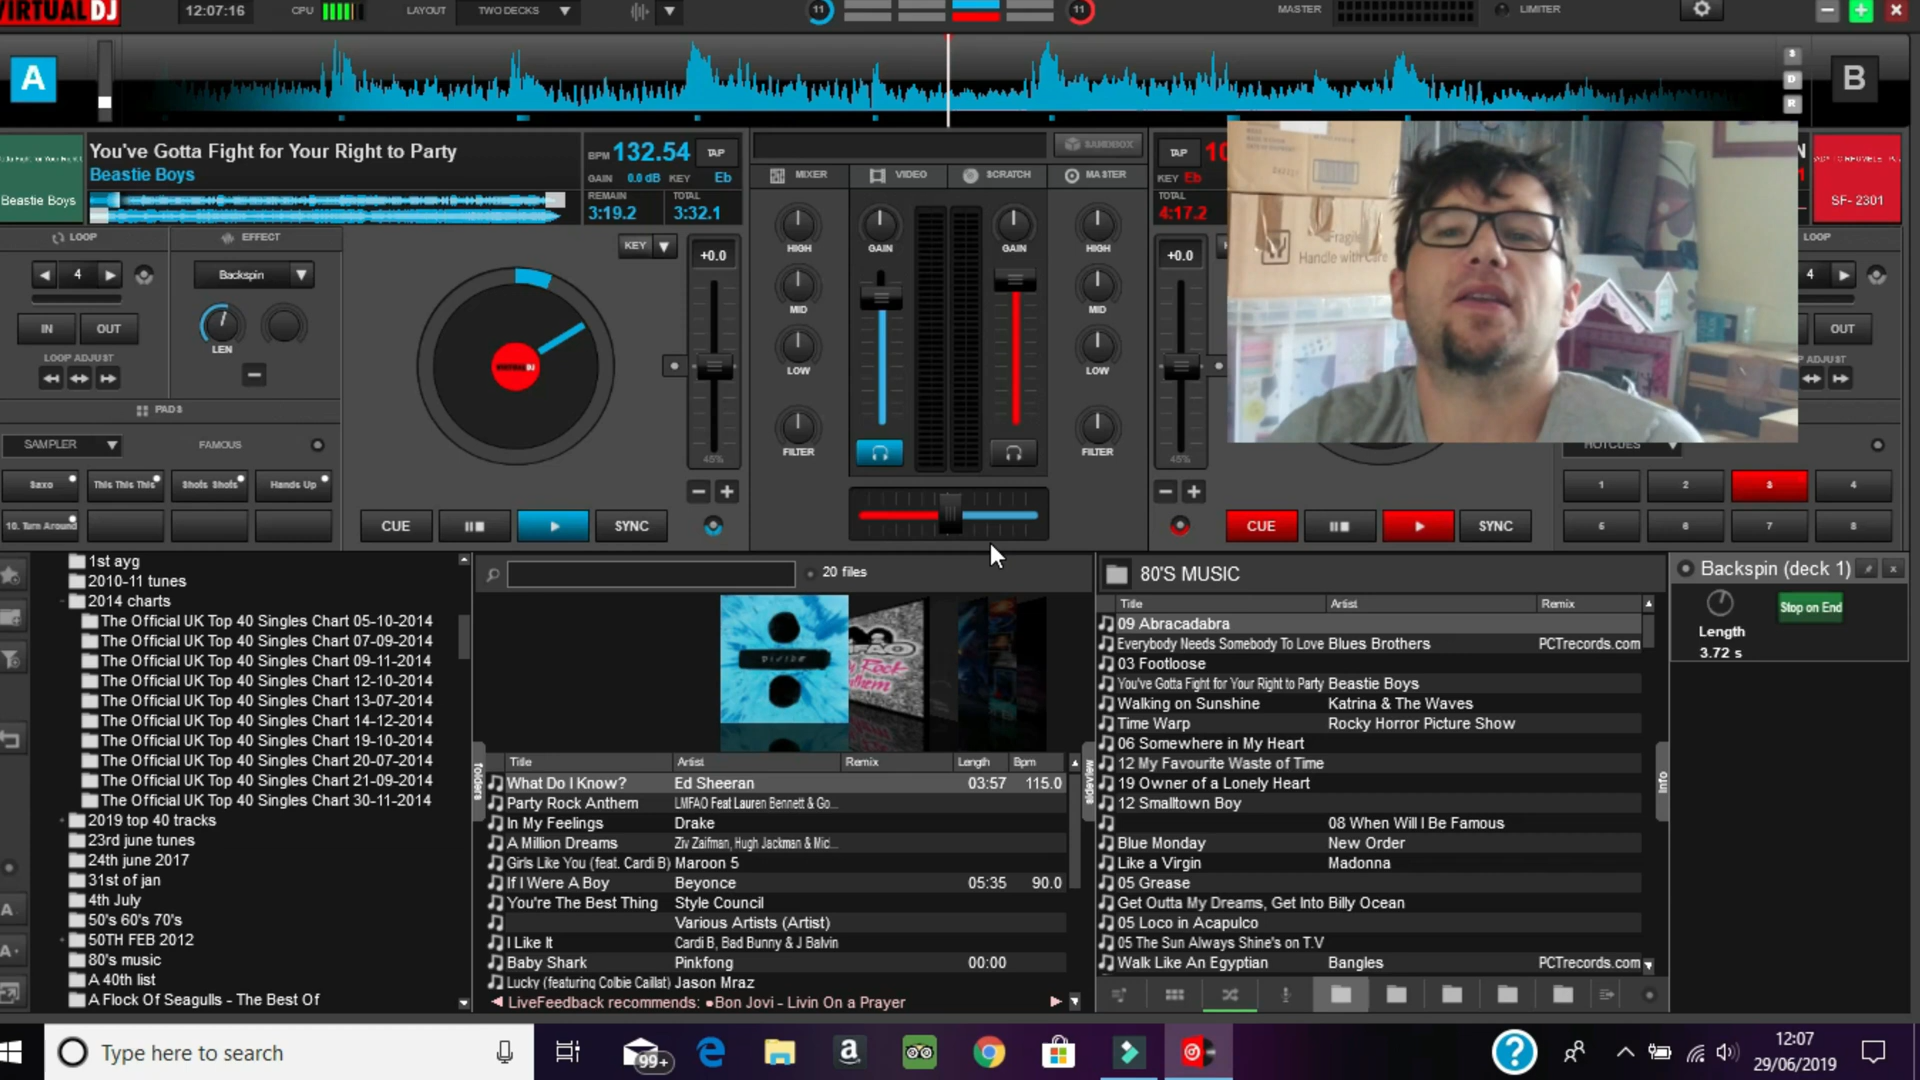 VIRTUAL DJ
12:07:16
CPU
LAYOUT
TWO DECKS
11
11
MASTER
LIMITER
A
B
S
D
R
You've Gotta Fight for Your Right to Party
Beastie Boys
Beastie Boys
BPM 132.54 TAP
GAIN 0.0 dB KEY Eb
REMAIN TOTAL
3:19.2 3:32.1
SANDBOX
MIXER VIDEO SCRATCH MASTER
TAP
KEY Eb
TOTAL
4:17.2
SF- 2301
Fragile
Handle with Care
LOOP
EFFECT
4
Backspin
LEN
IN OUT
LOOP ADJUST
PADS
SAMPLER
FAMOUS
Saxo
This This This
Shots Shots
Hands Up
10. Turn Around
KEY
+0.0
45%
CUE
SYNC
HIGH
MID
LOW
FILTER
GAIN
GAIN
HIGH
MID
LOW
FILTER
+0.0
45%
CUE
SYNC
LOOP
4
OUT
HOTCUES
1 2 3 4
5 6 7 8
1st ayg
2010-11 tunes
2014 charts
The Official UK Top 40 Singles Chart 05-10-2014
The Official UK Top 40 Singles Chart 07-09-2014
The Official UK Top 40 Singles Chart 09-11-2014
The Official UK Top 40 Singles Chart 12-10-2014
The Official UK Top 40 Singles Chart 13-07-2014
The Official UK Top 40 Singles Chart 14-12-2014
The Official UK Top 40 Singles Chart 19-10-2014
The Official UK Top 40 Singles Chart 20-07-2014
The Official UK Top 40 Singles Chart 21-09-2014
The Official UK Top 40 Singles Chart 30-11-2014
2019 top 40 tracks
23rd june tunes
24th june 2017
31st of jan
4th July
50's 60's 70's
50TH FEB 2012
80's music
A 40th list
A Flock Of Seagulls - The Best Of
folders
20 files
Title Artist Remix Length Bpm
What Do I Know? Ed Sheeran 03:57 115.0
Party Rock Anthem LMFAO Feat Lauren Bennett & Go...
In My Feelings Drake
A Million Dreams Ziv Zaifman, Hugh Jackman & Mic...
Girls Like You (feat. Cardi B) Maroon 5
If I Were A Boy Beyonce 05:35 90.0
You're The Best Thing Style Council
Various Artists (Artist)
I Like It Cardi B, Bad Bunny & J Balvin
Baby Shark Pinkfong 00:00
Lucky (featuring Colbie Caillat) Jason Mraz
LiveFeedback recommends: ●Bon Jovi - Livin On a Prayer
sideview
80'S MUSIC
Title Artist Remix
09 Abracadabra
Everybody Needs Somebody To Love Blues Brothers PCTrecords.com
03 Footloose
You've Gotta Fight for Your Right to Party Beastie Boys
Walking on Sunshine Katrina & The Waves
Time Warp Rocky Horror Picture Show
06 Somewhere in My Heart
12 My Favourite Waste of Time
19 Owner of a Lonely Heart
12 Smalltown Boy
08 When Will I Be Famous
Blue Monday New Order
Like a Virgin Madonna
05 Grease
Get Outta My Dreams, Get Into Billy Ocean
05 Loco in Acapulco
05 The Sun Always Shine's on T.V
Walk Like An Egyptian Bangles PCTrecords.com
info
Backspin (deck 1)
Length
3.72 s
Stop on End
Type here to search
99+
12:07
29/06/2019